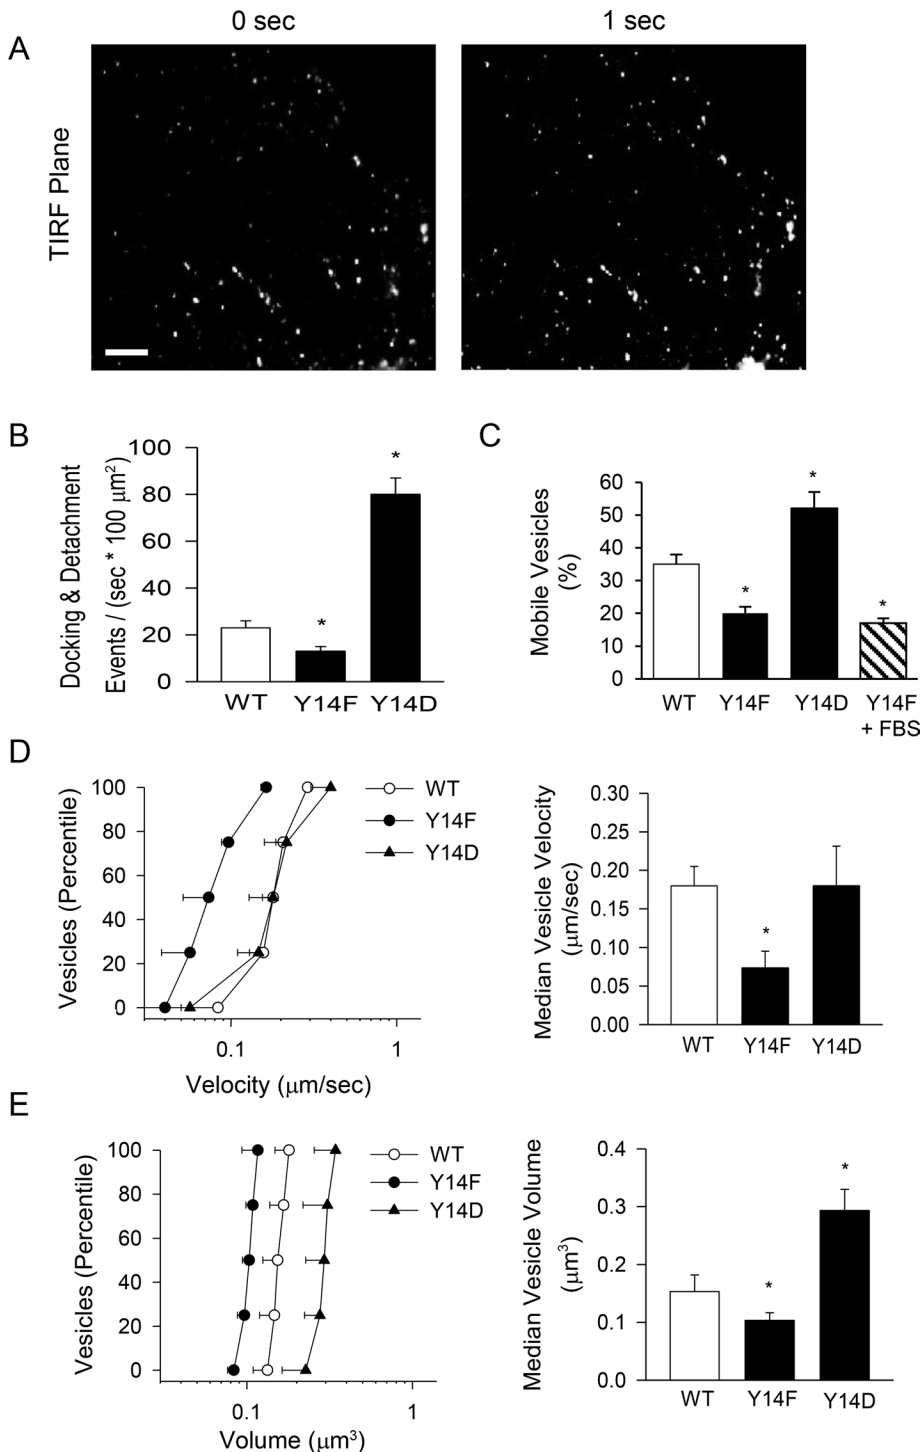 0 sec
1 sec
A
TIRF Plane
B
Docking & Detachment
Events / (sec * 100 μm²)
100
80
60
40
20
0
*
*
WT
Y14F
Y14D
C
Mobile Vesicles
(%)
60
50
40
30
20
10
0
*
*
*
WT
Y14F
Y14D
Y14F
+ FBS
D
Vesicles (Percentile)
100
80
60
40
20
0
0.1
1
Velocity (μm/sec)
WT
Y14F
Y14D
Median Vesicle Velocity
(μm/sec)
0.30
0.25
0.20
0.15
0.10
0.05
0.00
*
WT
Y14F
Y14D
E
Vesicles (Percentile)
100
80
60
40
20
0
0.1
1
Volume (μm³)
WT
Y14F
Y14D
Median Vesicle Volume
(μm³)
0.4
0.3
0.2
0.1
0.0
*
*
WT
Y14F
Y14D